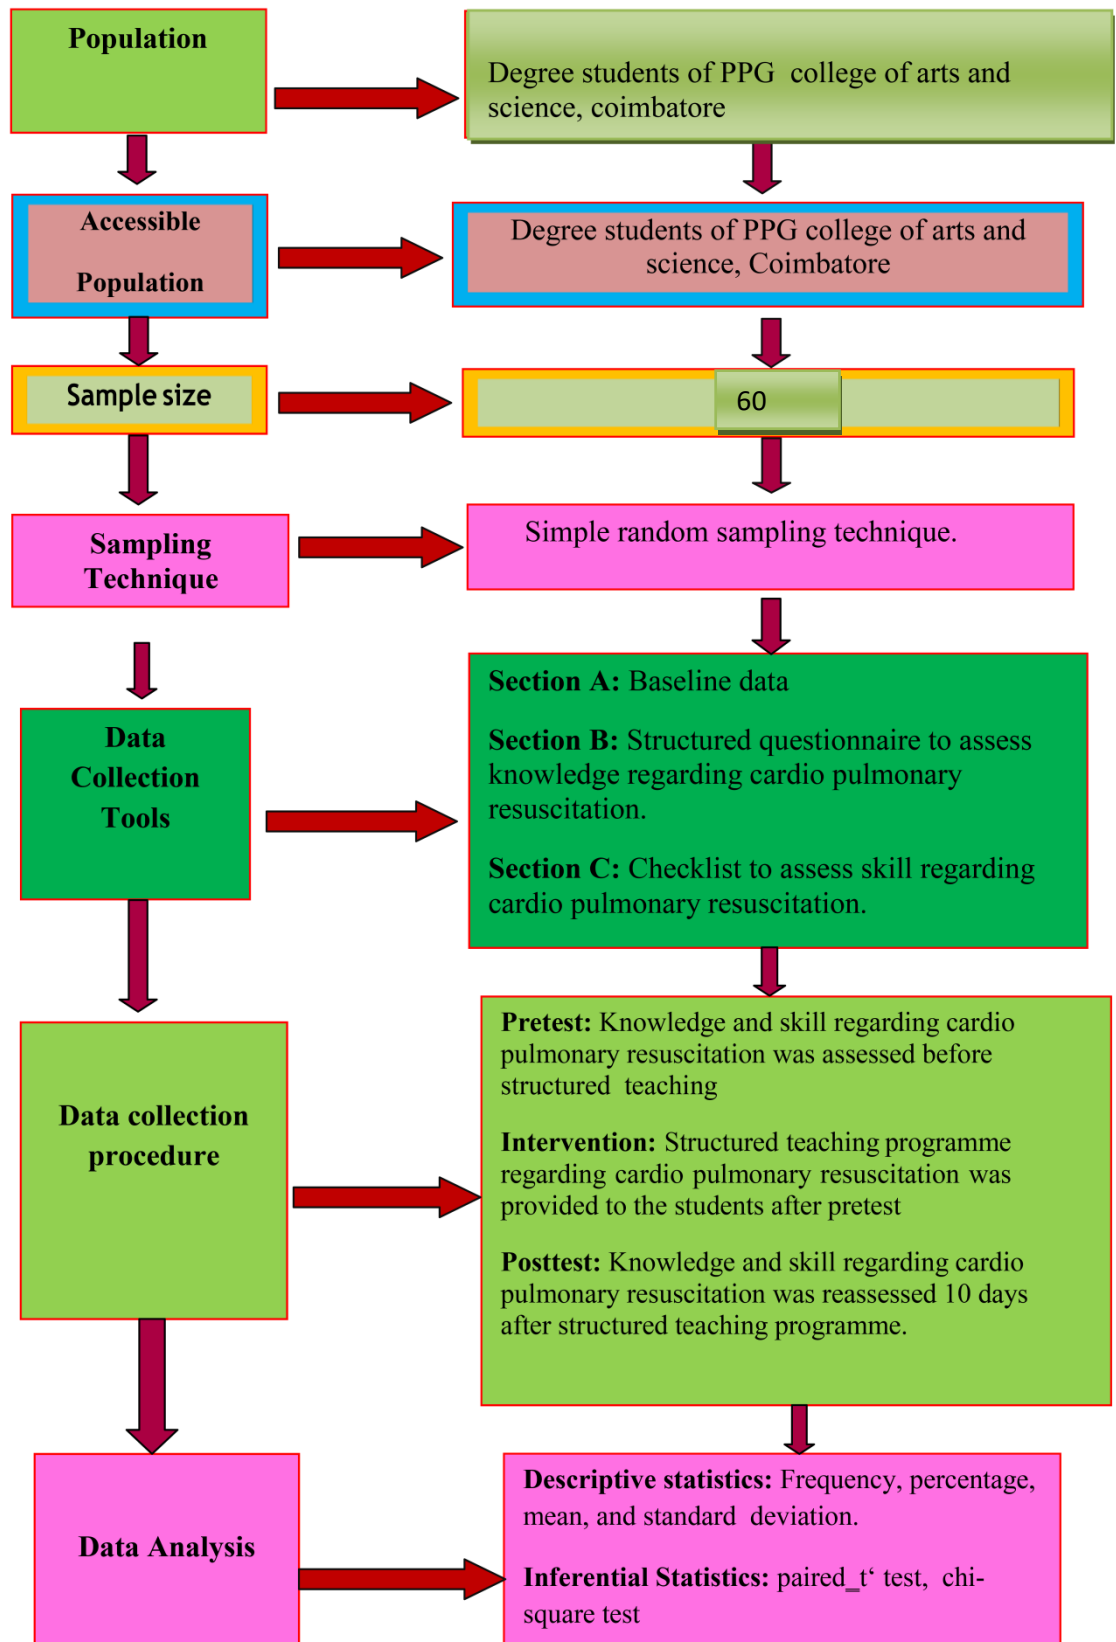 Population
Degree students of PPG college of arts and
science, coimbatore
Accessible
Population
Degree students of PPG college of arts and
science, Coimbatore
Sample size
60
Sampling
Technique
Simple random sampling technique.
Data
Collection
Tools
Section A: Baseline data
Section B: Structured questionnaire to assess
knowledge regarding cardio pulmonary
resuscitation.
Section C: Checklist to assess skill regarding
cardio pulmonary resuscitation.
Data collection
procedure
Pretest: Knowledge and skill regarding cardio
pulmonary resuscitation was assessed before
structured teaching
Intervention: Structured teaching programme
regarding cardio pulmonary resuscitation was
provided to the students after pretest
Posttest: Knowledge and skill regarding cardio
pulmonary resuscitation was reassessed 10 days
after structured teaching programme.
Data Analysis
Descriptive statistics: Frequency, percentage,
mean, and standard deviation.
Inferential Statistics: paired_t‘ test, chi-
square test